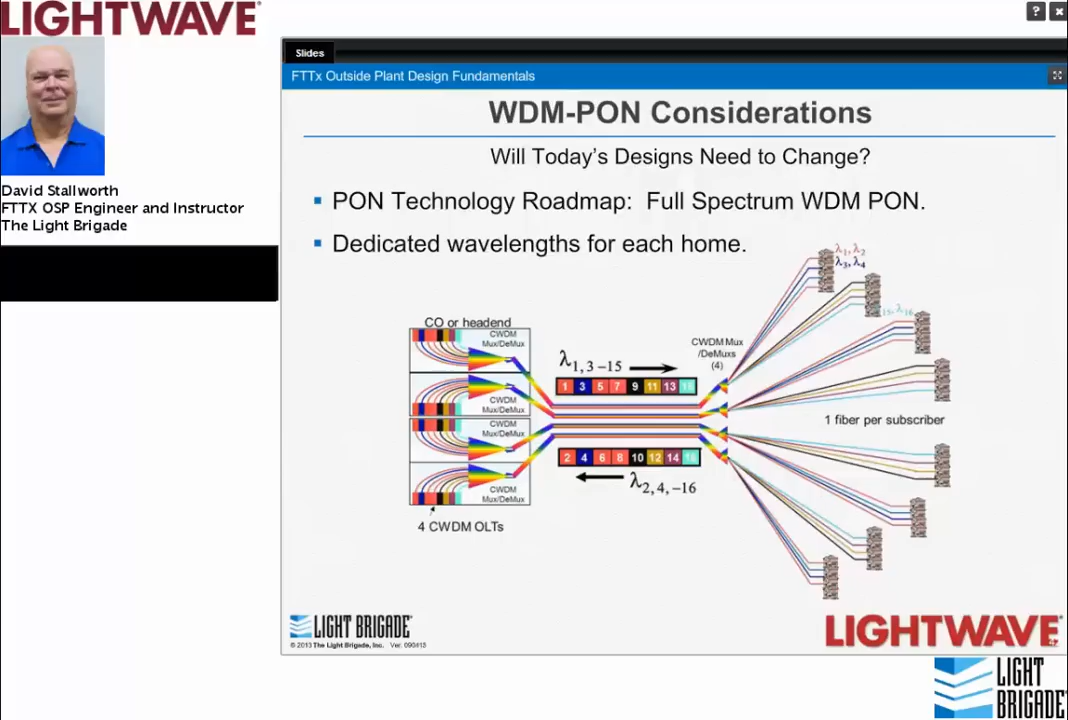 LIGHTWAVE
? ×
Slides
FTTx Outside Plant Design Fundamentals
David Stallworth
FTTX OSP Engineer and Instructor
The Light Brigade
WDM-PON Considerations
Will Today's Designs Need to Change?
▪ PON Technology Roadmap: Full Spectrum WDM PON.
▪ Dedicated wavelengths for each home.
λ1, λ2
λ3, λ4
λ16
CO or headend
CWDM
Mux/DeMux
CWDM
Mux/DeMux
CWDM
Mux/DeMux
CWDM
Mux/DeMux
4 CWDM OLTs
λ1, 3 –15
1 3 5 7 9 11 13 15
2 4 6 8 10 12 14
λ2, 4, –16
CWDM Mux
/DeMuxs
(4)
1 fiber per subscriber
LIGHT BRIGADE®
© 2013 The Light Brigade, Inc. Ver. 090413
LIGHTWAVE
LIGHT
BRIGADE